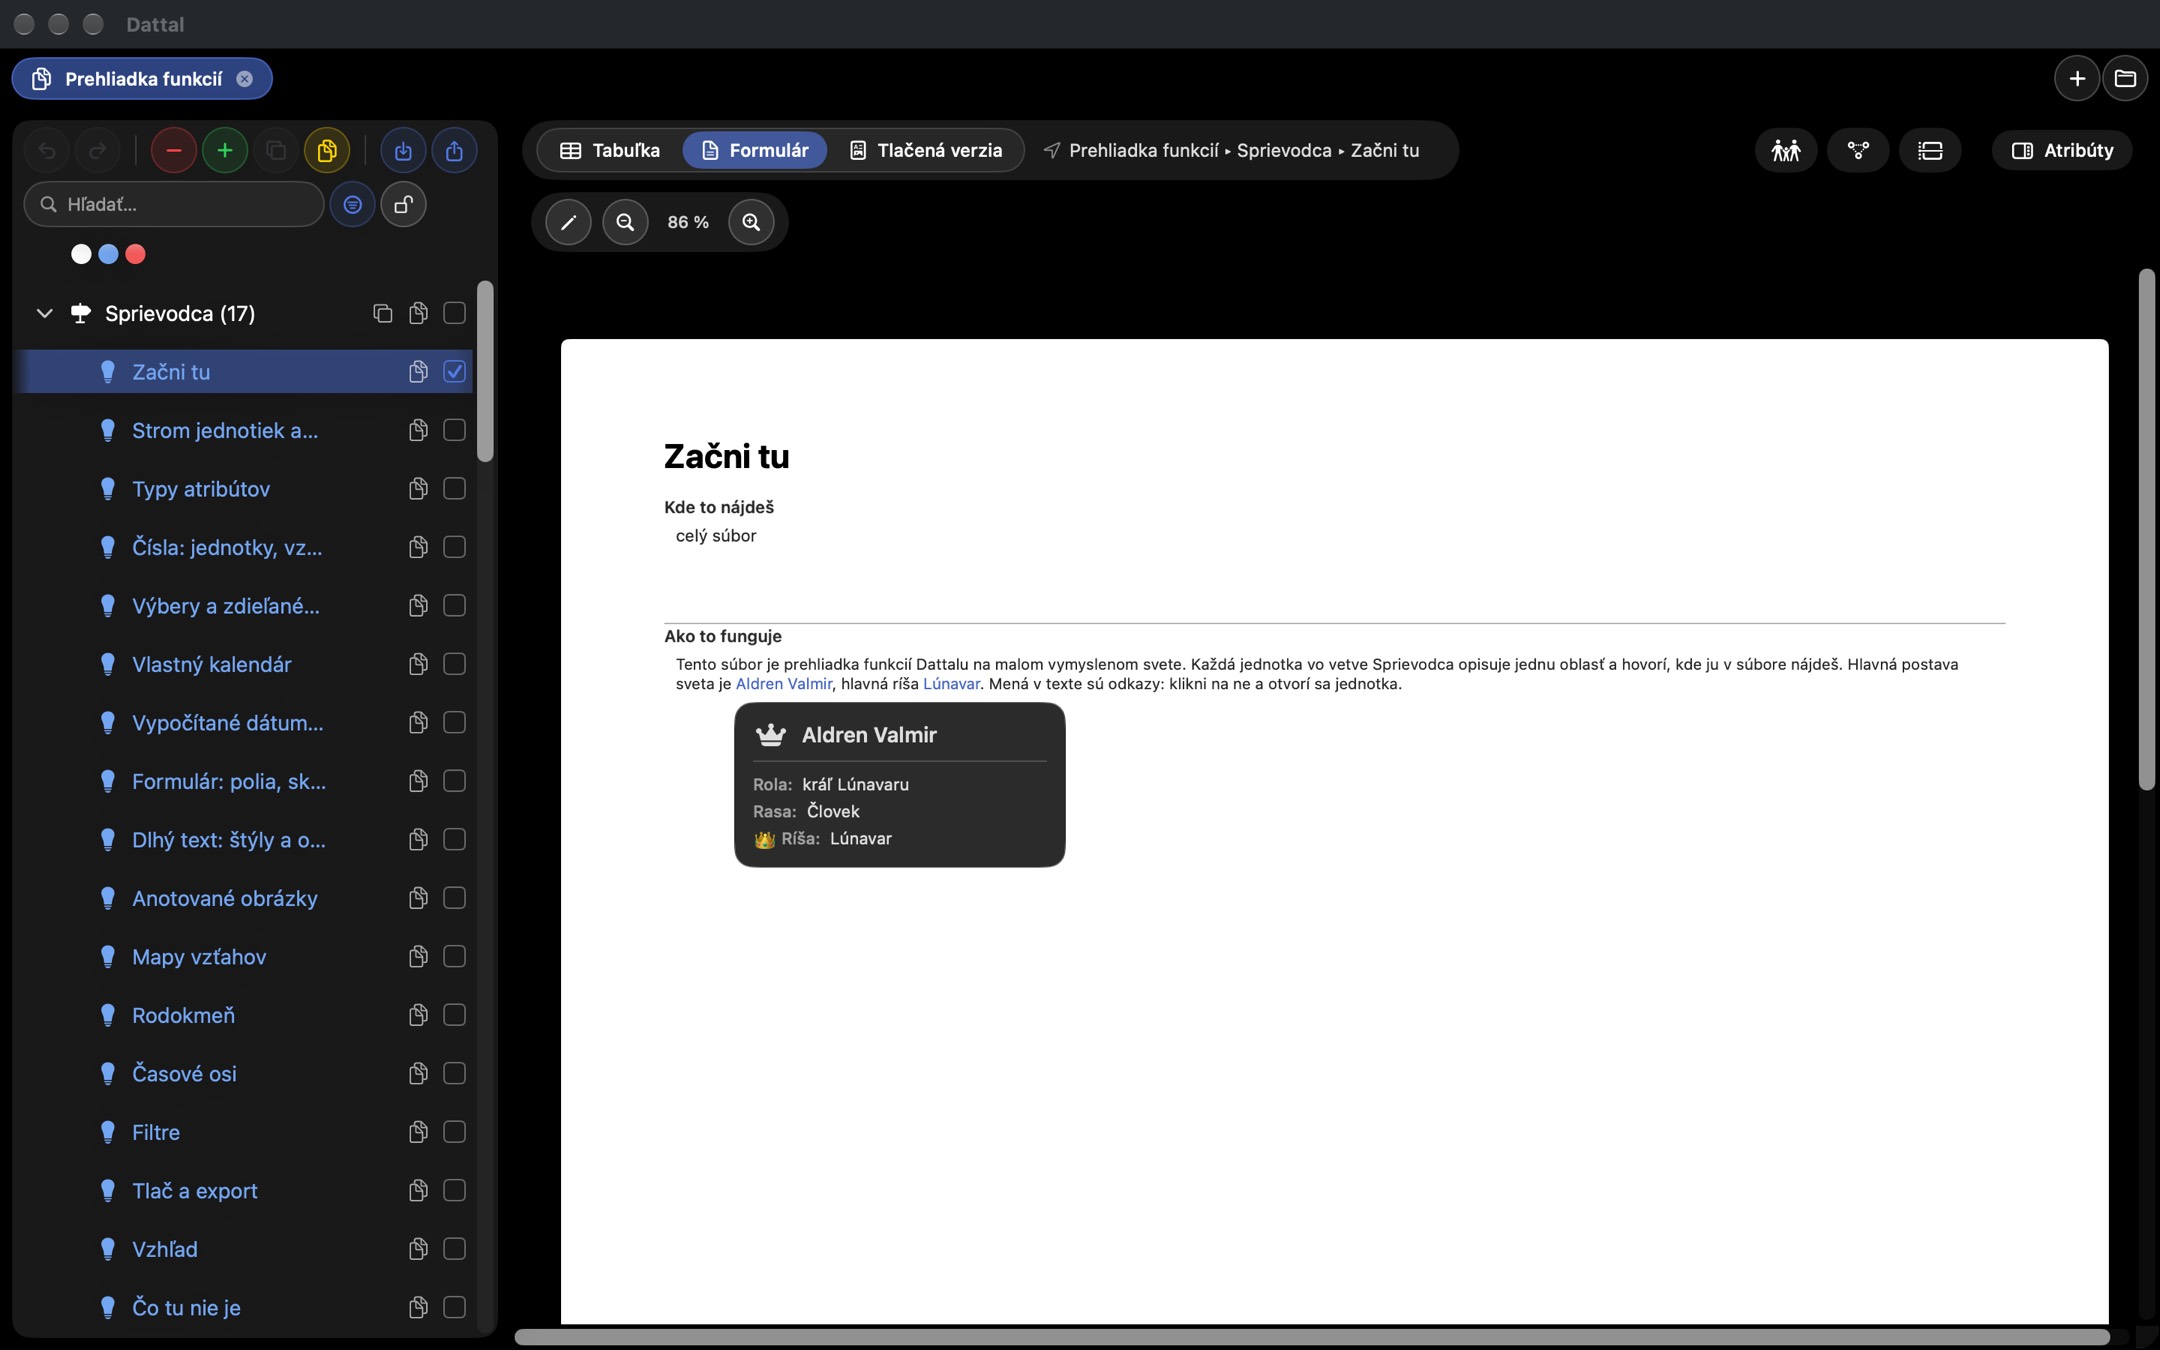 Dattal
Prehliadka funkcií
Tabuľka
Formulár
Tlačená verzia
Prehliadka funkcií ▸ Sprievodca ▸ Začni tu
Atribúty
Hľadať...
86 %
Sprievodca (17)
Začni tu
Strom jednotiek a...
Typy atribútov
Čísla: jednotky, vz...
Výbery a zdieľané...
Vlastný kalendár
Vypočítané dátum...
Formulár: polia, sk...
Dlhý text: štýly a o...
Anotované obrázky
Mapy vzťahov
Rodokmeň
Časové osi
Filtre
Tlač a export
Vzhľad
Čo tu nie je
Začni tu
Kde to nájdeš
celý súbor
Ako to funguje
Tento súbor je prehliadka funkcií Dattalu na malom vymyslenom svete. Každá jednotka vo vetve Sprievodca opisuje jednu oblasť a hovorí, kde ju v súbore nájdeš. Hlavná postava
sveta je Aldren Valmir, hlavná ríša Lúnavar. Mená v texte sú odkazy: klikni na ne a otvorí sa jednotka.
Aldren Valmir
Rola: kráľ Lúnavaru
Rasa: Človek
Ríša: Lúnavar